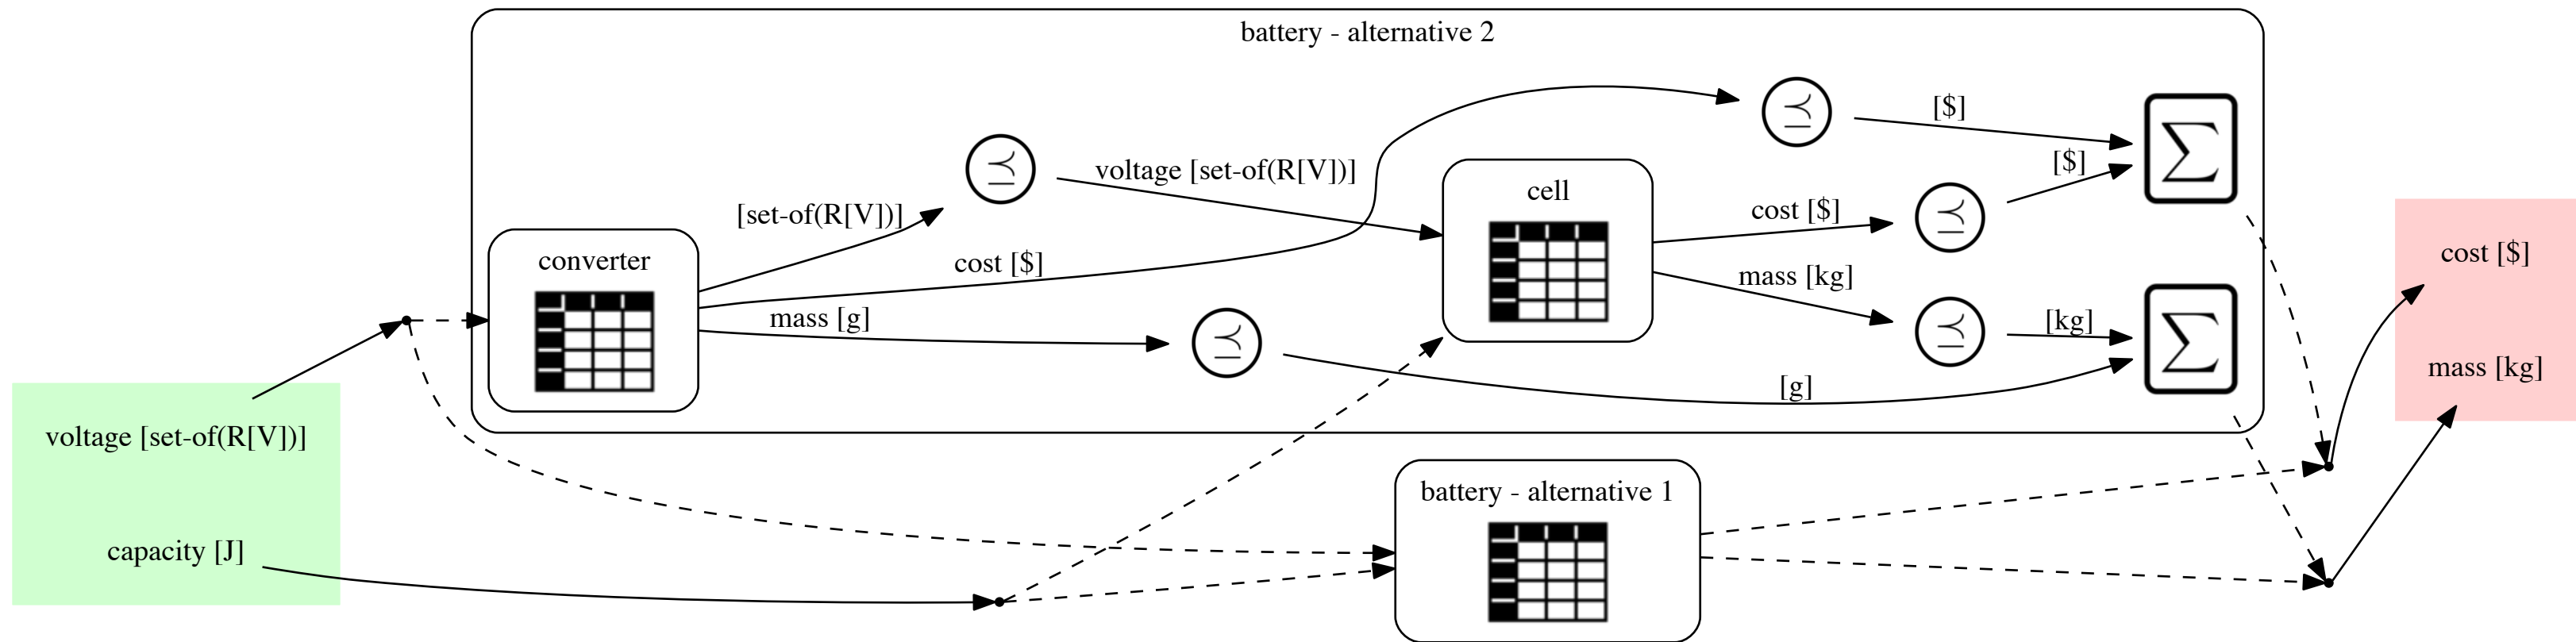 battery - alternative 2
[$]
[$]
voltage [set-of(R[V])]
cell
[set-of(R[V])]
cost [$]
cost [$]
converter
cost [$]
mass [kg]
mass [g]
[kg]
mass [kg]
[g]
voltage [set-of(R[V])]
battery - alternative 1
capacity [J]
⪯
⪯
⪯
⪯
⪯
∑
∑